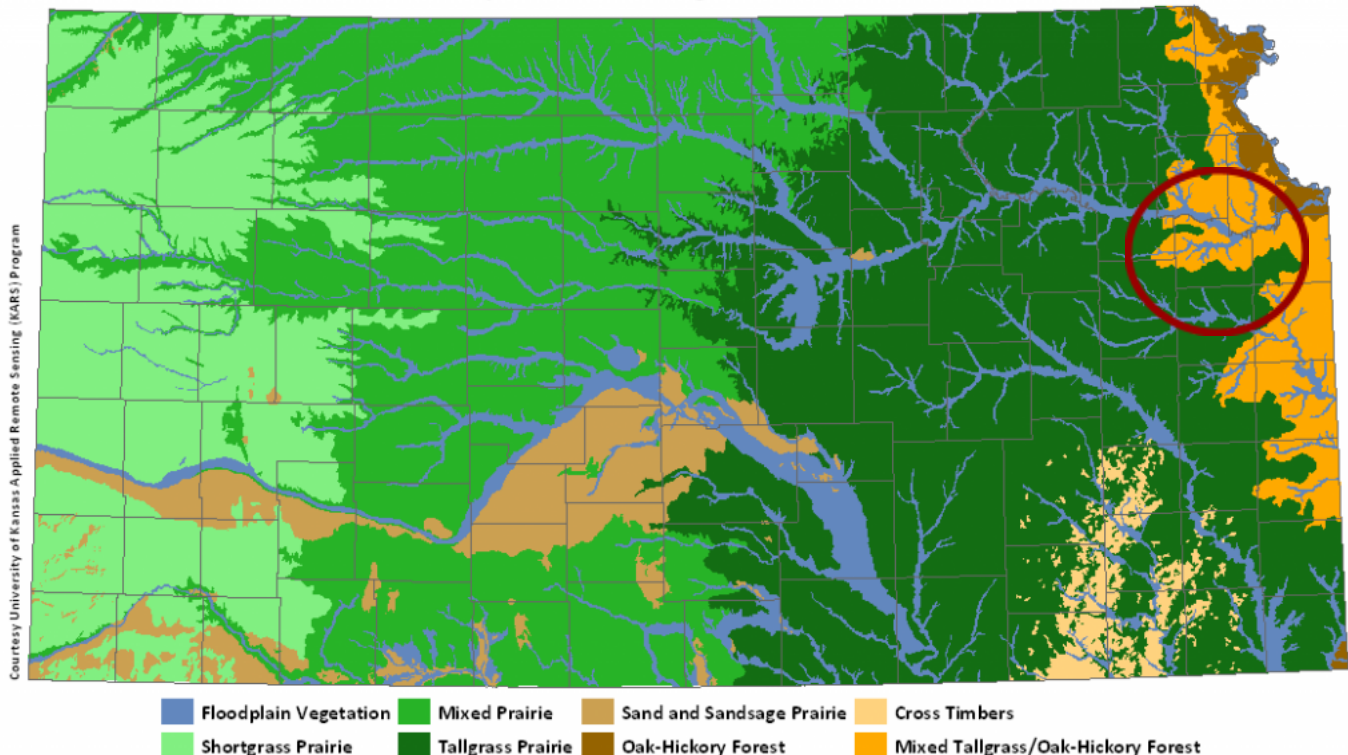 Courtesy University of Kansas Applied Remote Sensing (KARS) Program
Floodplain Vegetation
Mixed Prairie
Sand and Sandsage Prairie
Cross Timbers
Shortgrass Prairie
Tallgrass Prairie
Oak-Hickory Forest
Mixed Tallgrass/Oak-Hickory Forest